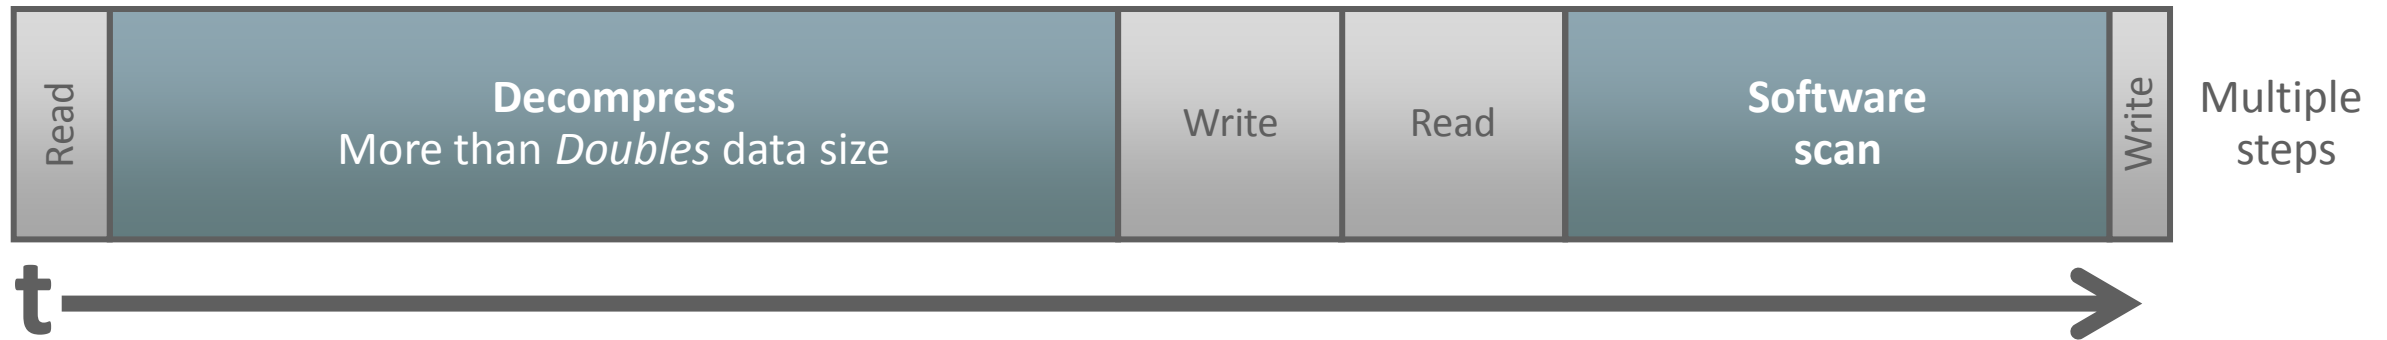 Read
Decompress
More than Doubles data size
Write
Read
Software
scan
Write
Multiple
steps
t